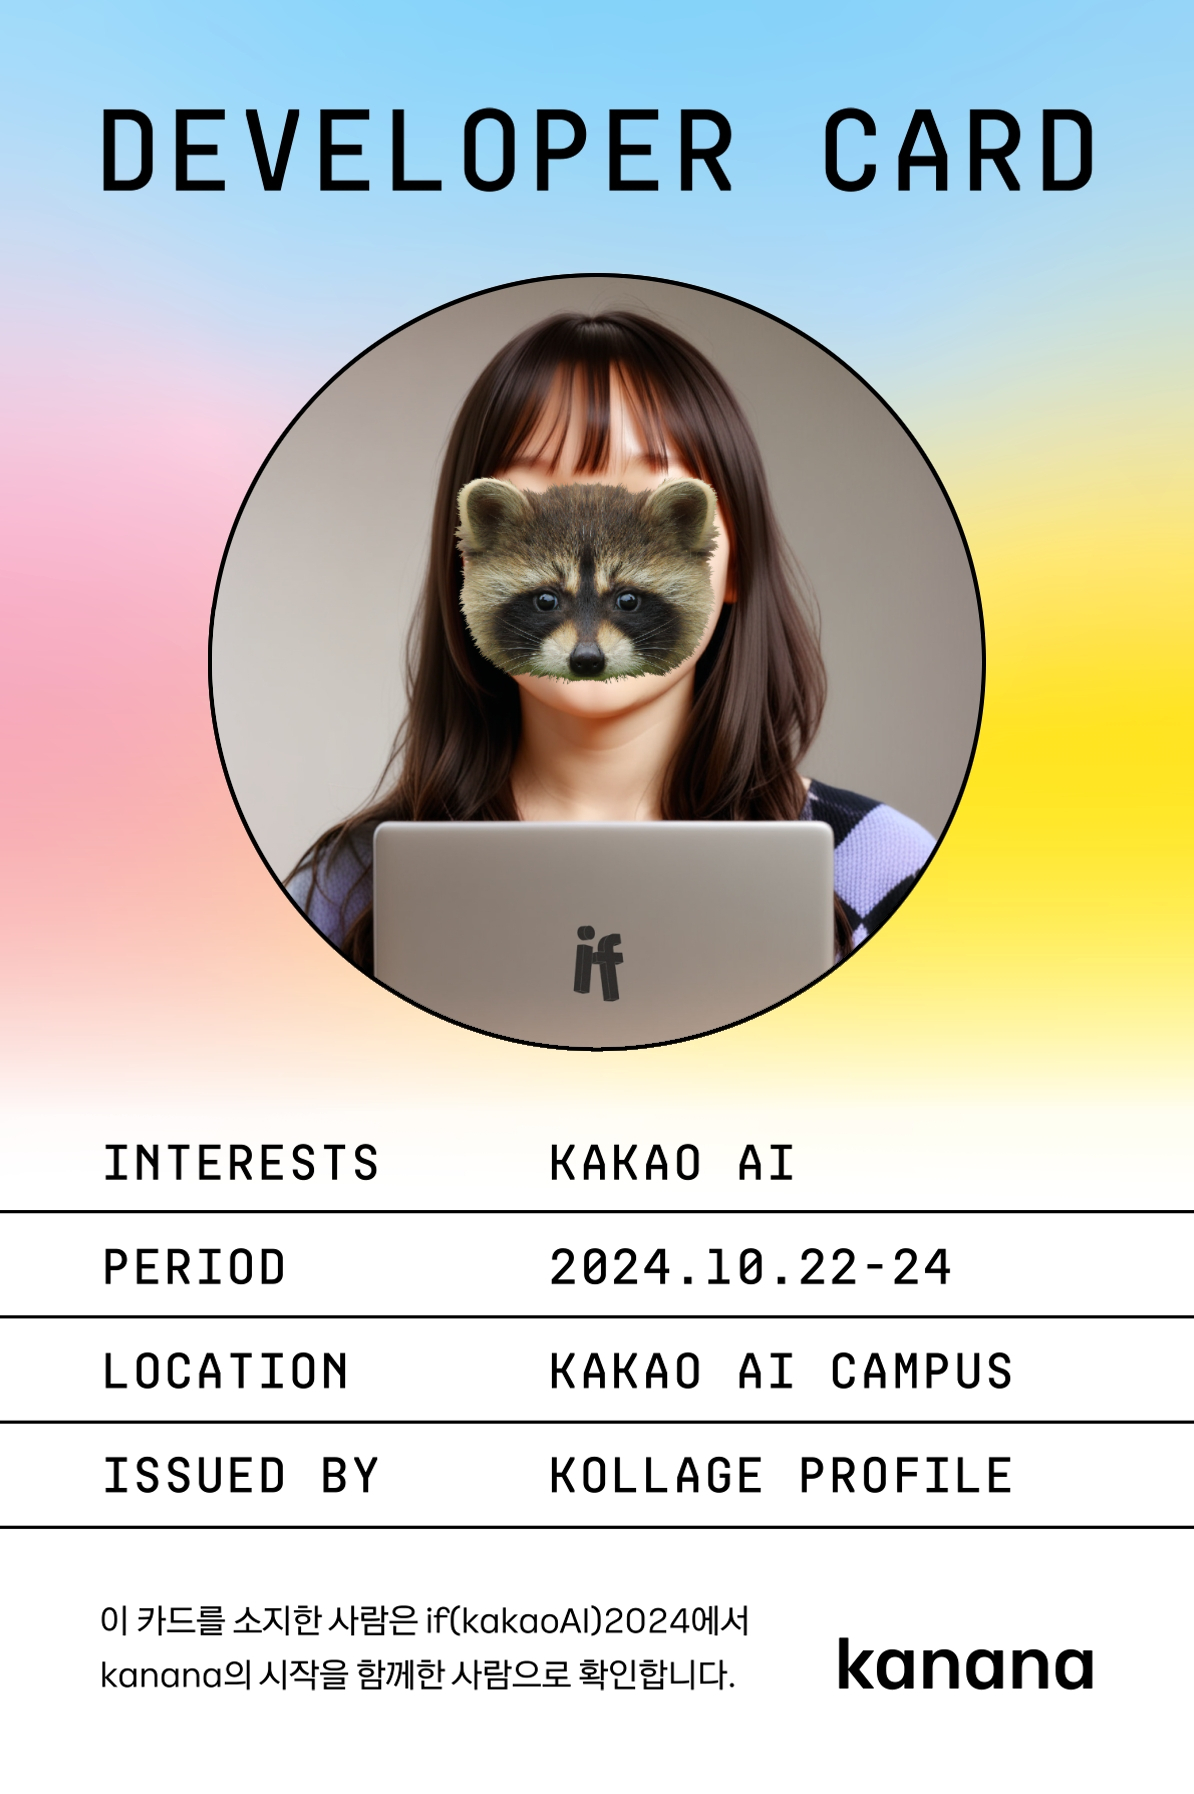 DEVELOPER CARD
if
INTERESTS KAKAO AI
PERIOD 2024.10.22-24
LOCATION KAKAO AI CAMPUS
ISSUED BY KOLLAGE PROFILE
이 카드를 소지한 사람은 if(kakaoAI)2024에서
kanana의 시작을 함께한 사람으로 확인합니다.
kanana